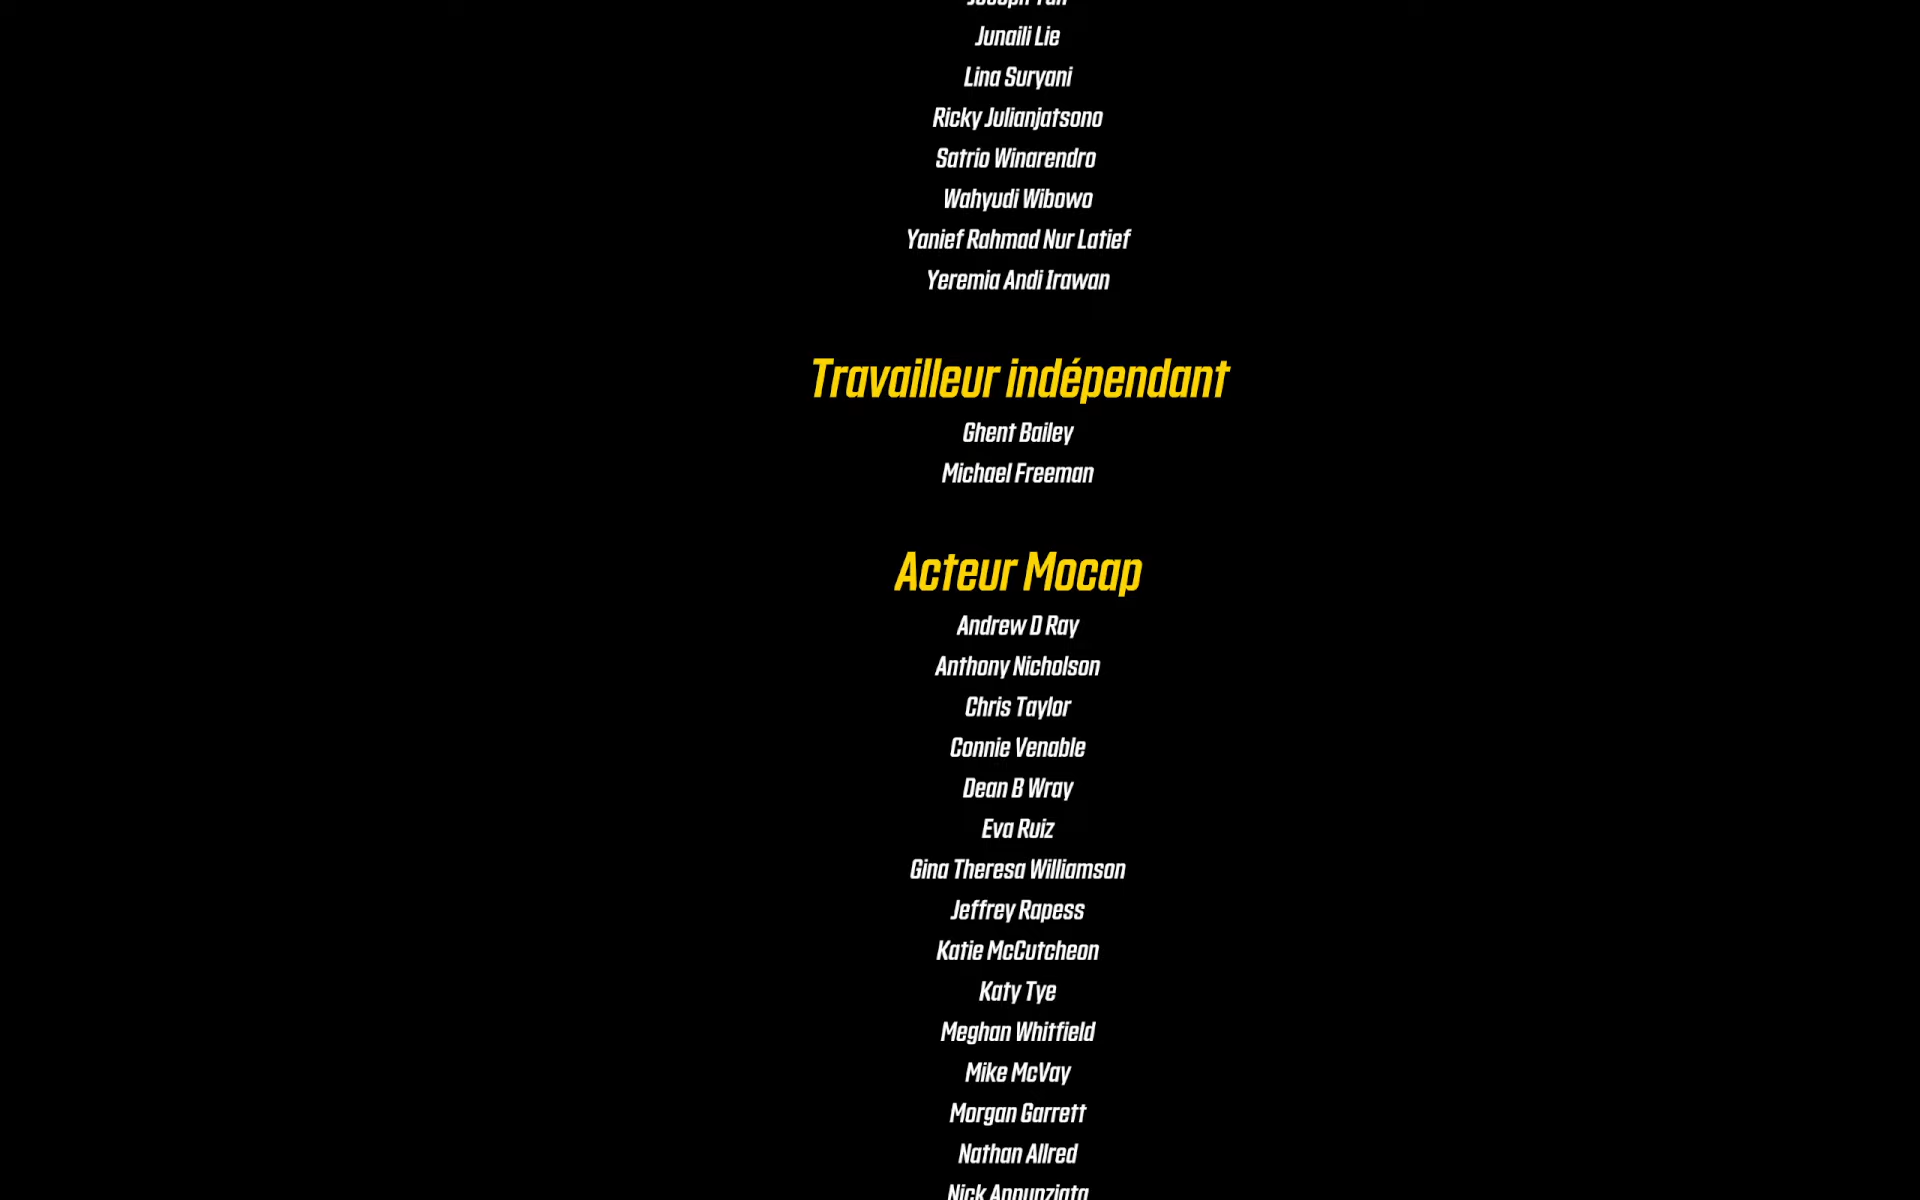 Junaili Lie
Lina Suryani
Ricky Julianjatsono
Satrio Winarendro
Wahyudi Wibowo
Yanief Rahmad Nur Latief
Yeremia Andi Irawan
Travailleur indépendant
Ghent Bailey
Michael Freeman
Acteur Mocap
Andrew D Ray
Anthony Nicholson
Chris Taylor
Connie Venable
Dean B Wray
Eva Ruiz
Gina Theresa Williamson
Jeffrey Rapess
Katie McCutcheon
Katy Tye
Meghan Whitfield
Mike McVay
Morgan Garrett
Nathan Allred
Nick Annunziata